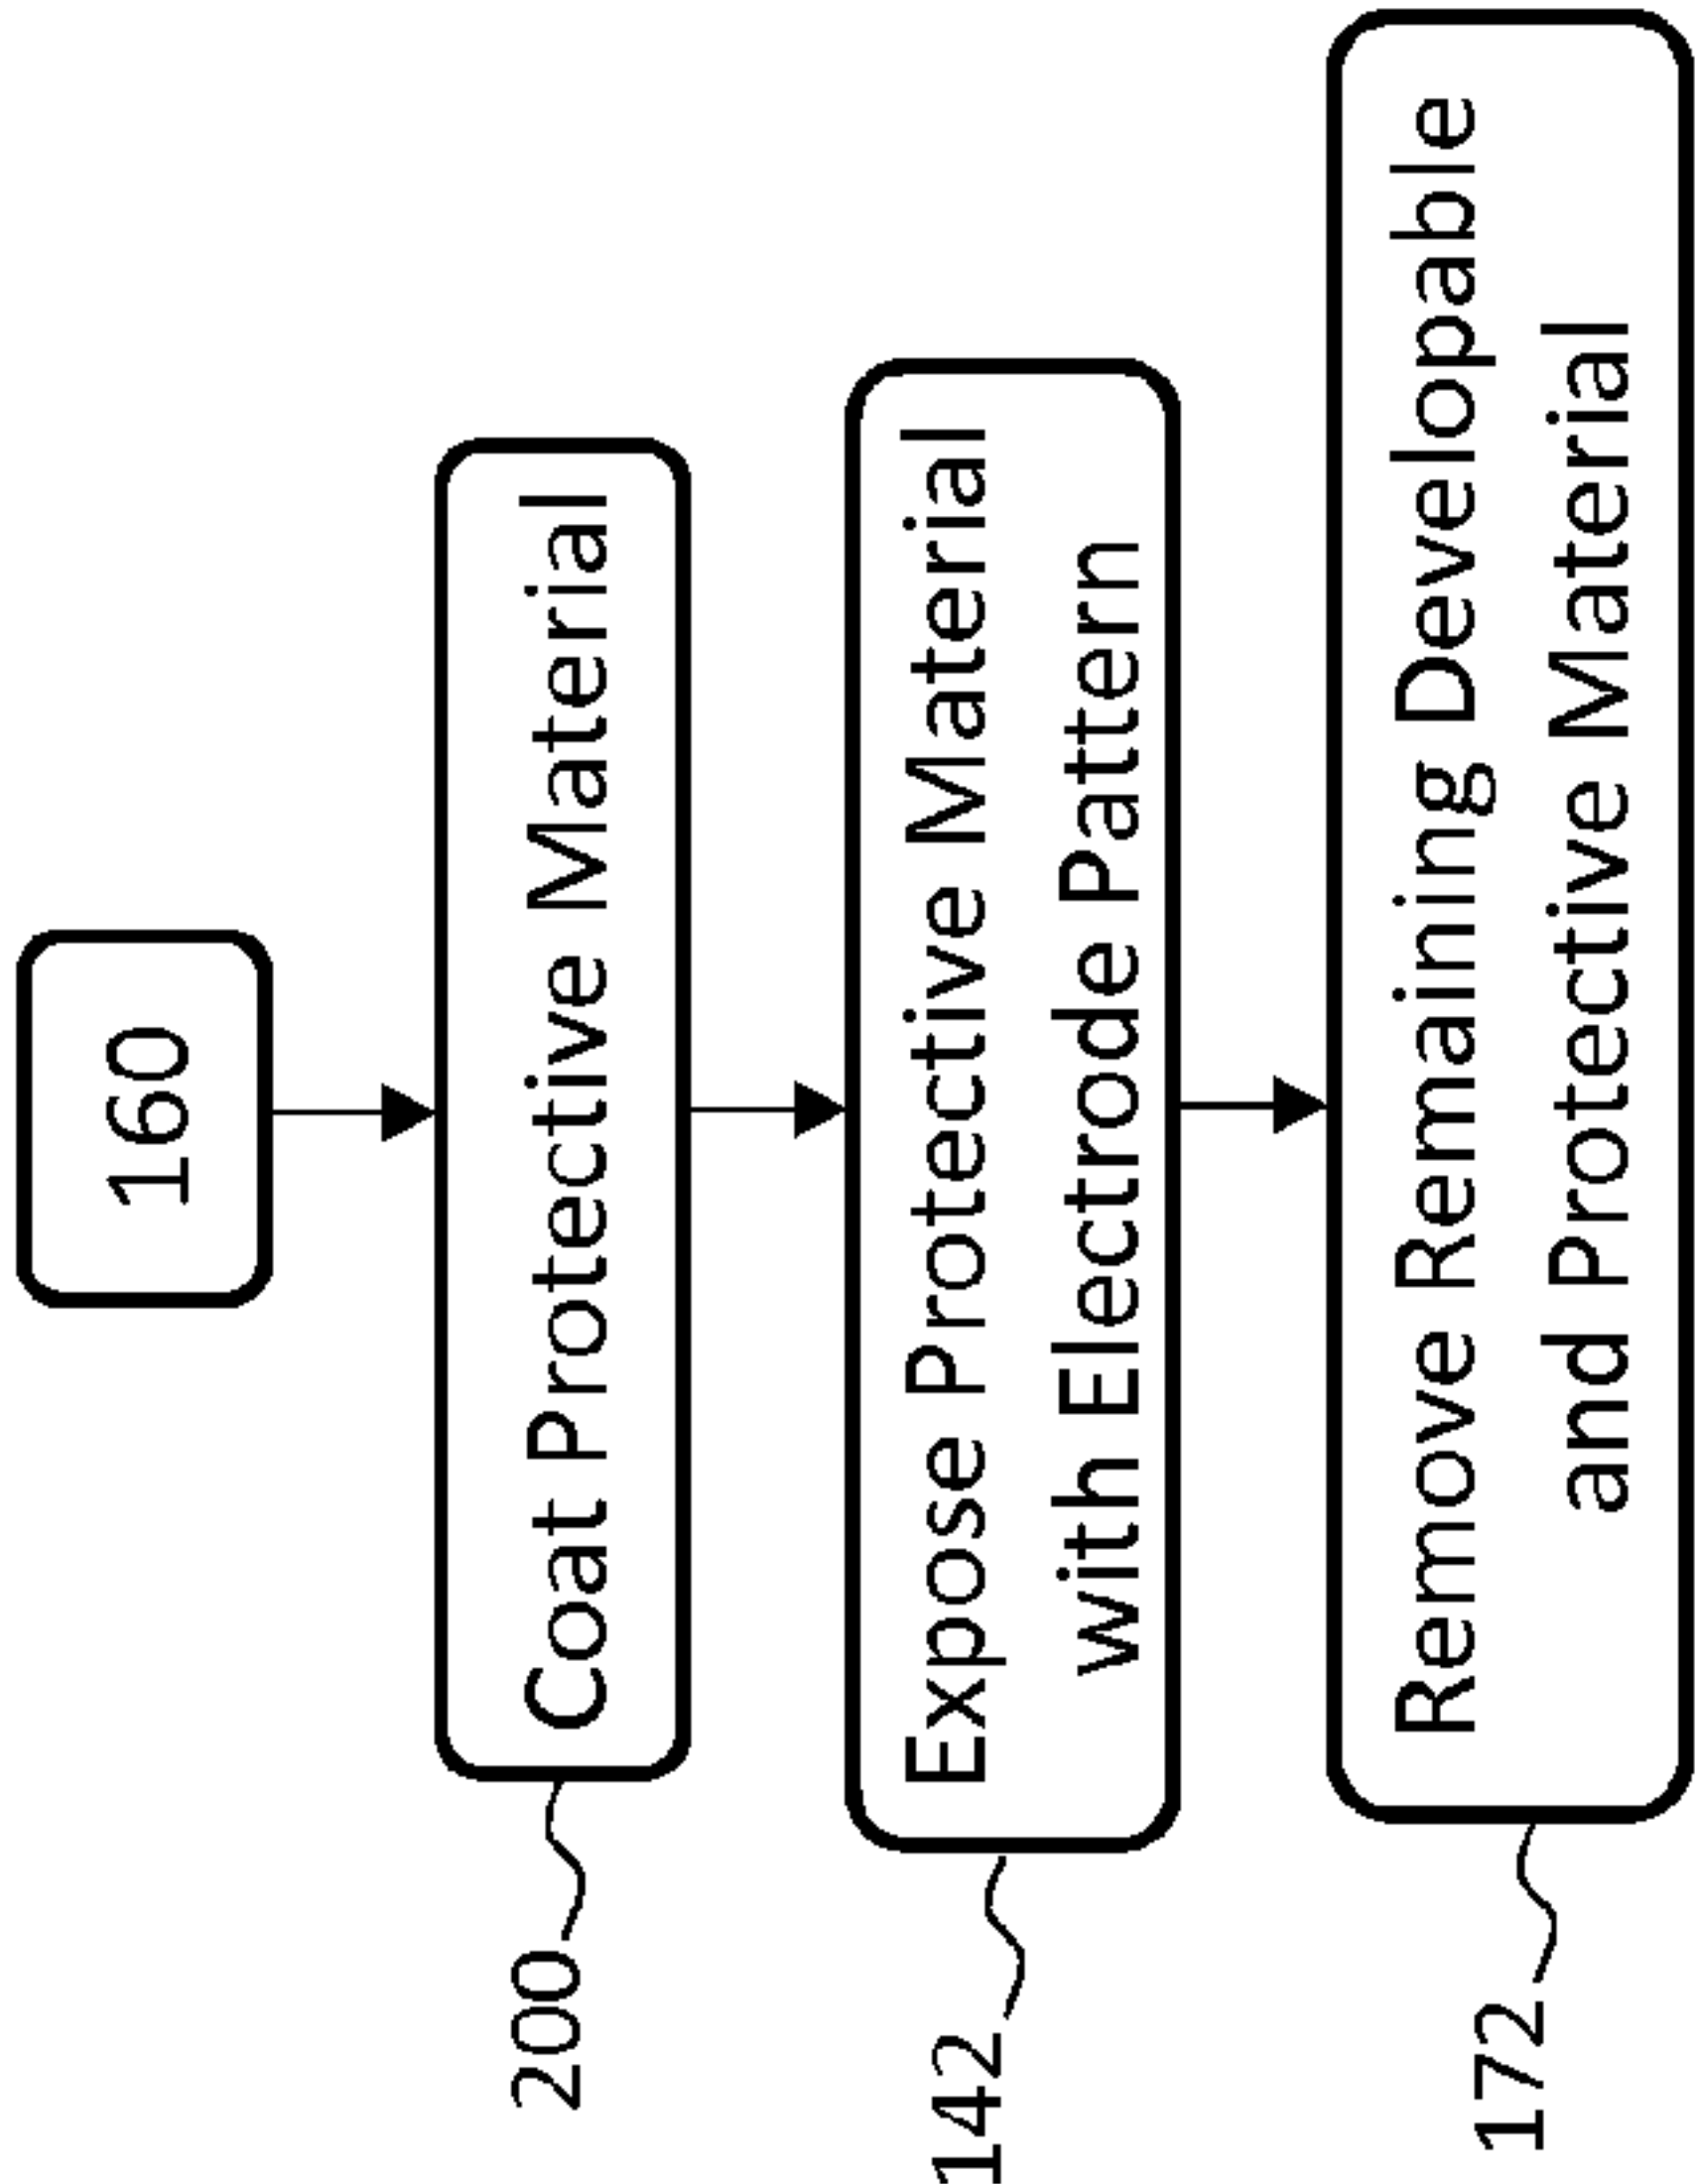 160
200
Coat Protective Material
142
Expose Protective Material
with Electrode Pattern
172
Remove Remaining Developable
and Protective Material